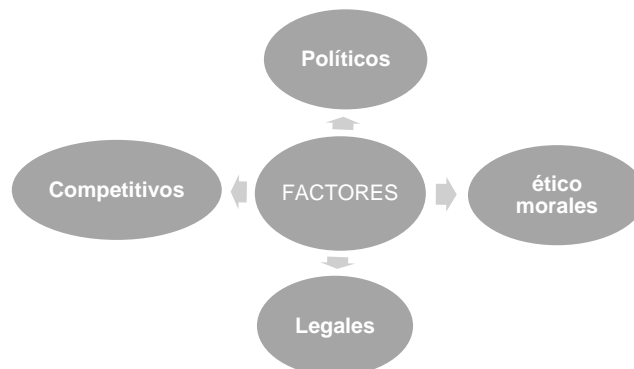 Políticos
Competitivos
FACTORES
ético
morales
Legales